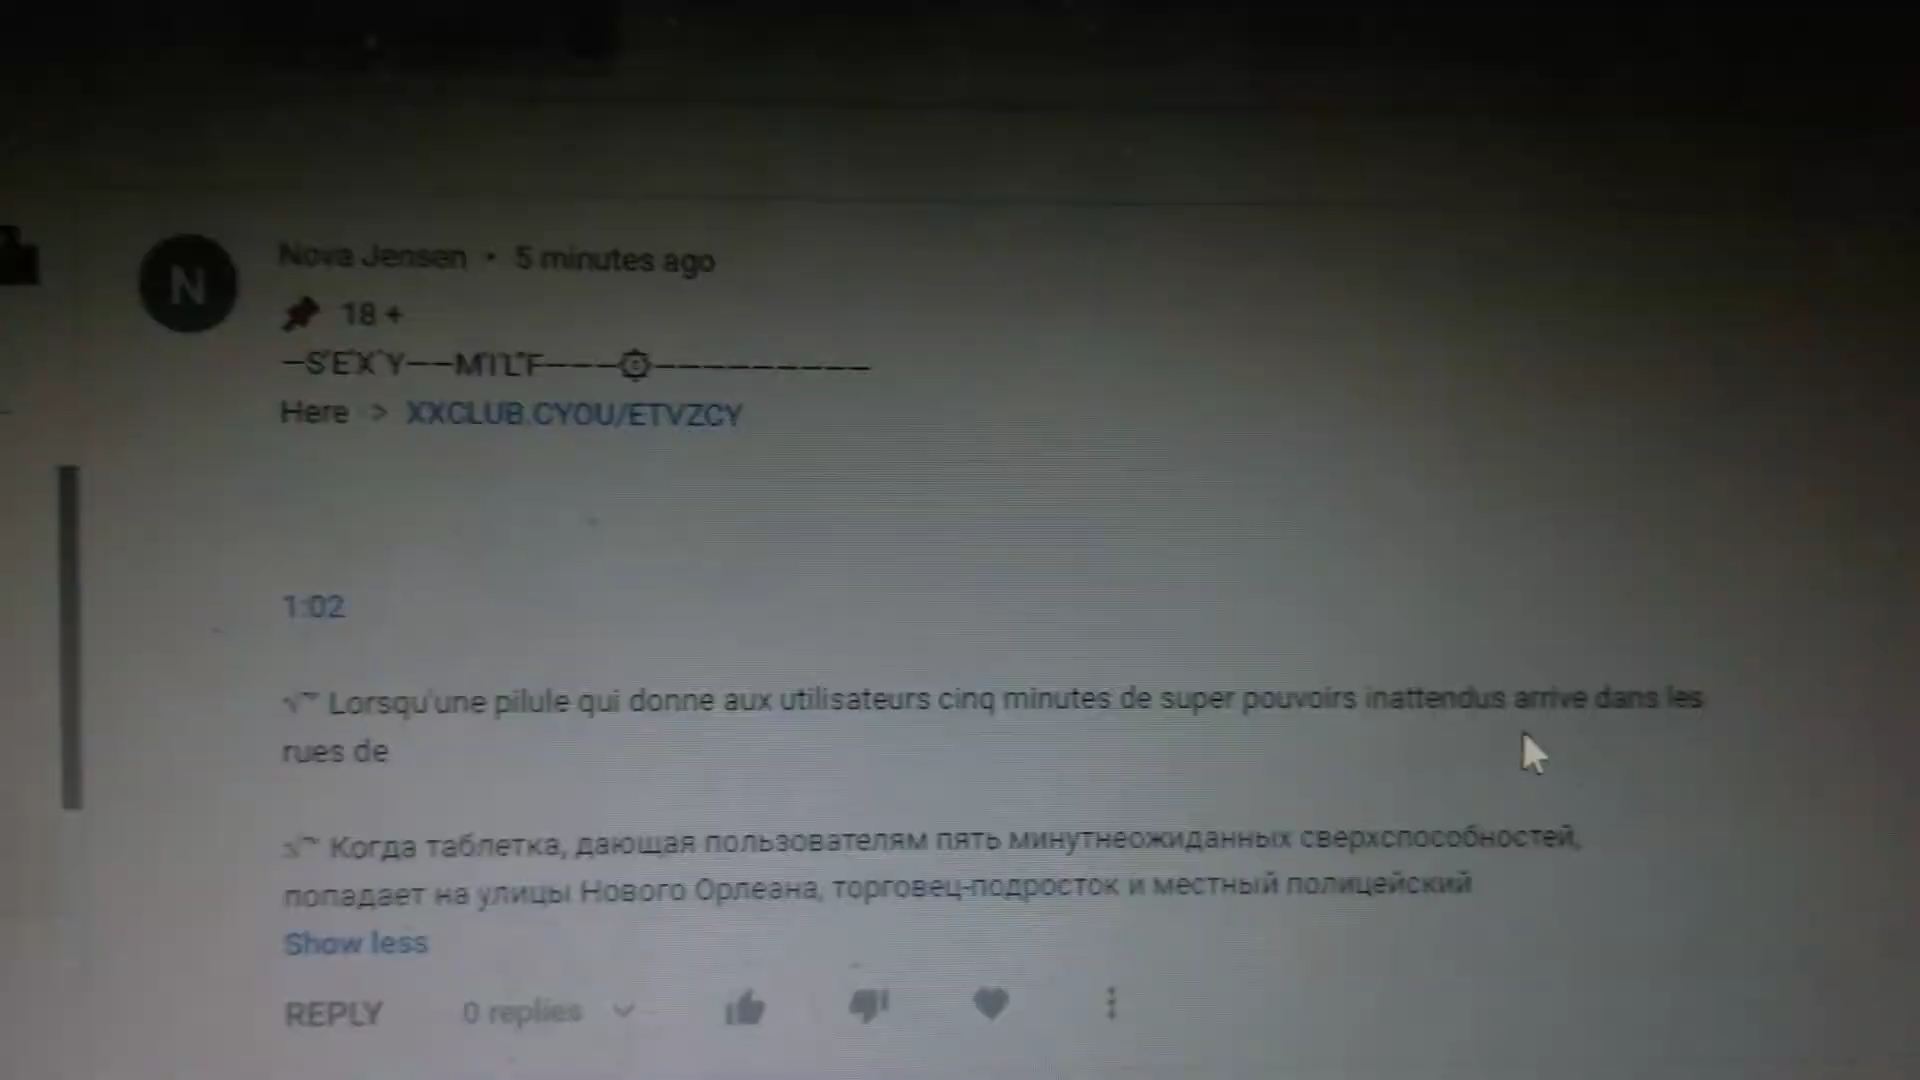 N
Nova Jensen • 5 minutes ago
📌 18 +
—S'E'X'Y——M'I'L'F———⚙——————————
Here > XXCLUB.CYOU/ETVZCY
1:02
√™ Lorsqu'une pilule qui donne aux utilisateurs cinq minutes de super pouvoirs inattendus arrive dans les
rues de
√™ Когда таблетка, дающая пользователям пять минутнеожиданных сверхспособностей,
попадает на улицы Нового Орлеана, торговец-подросток и местный полицейский
Show less
REPLY 0 replies